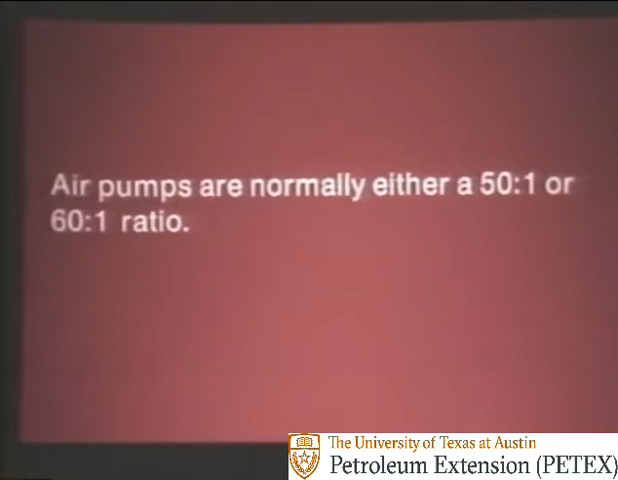 Air pumps are normally either a 50:1 or
60:1 ratio.
The University of Texas at Austin
Petroleum Extension (PETEX)